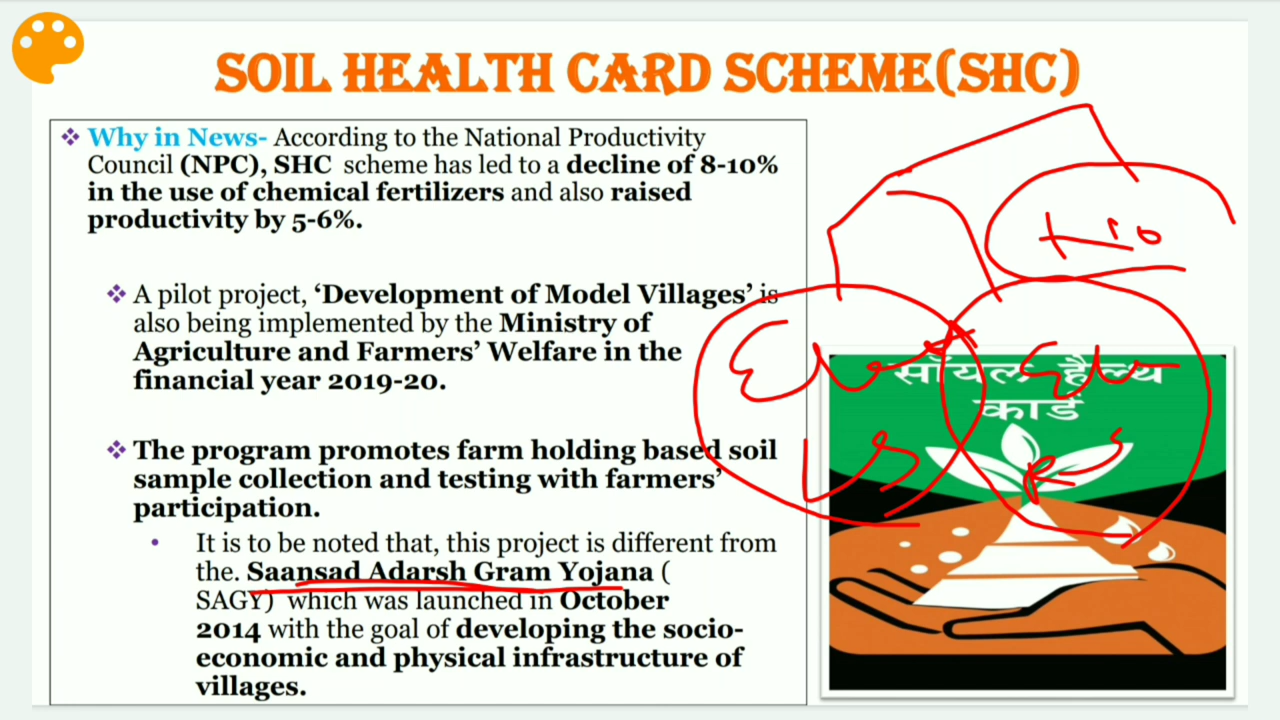 SOIL HEALTH CARD SCHEME(SHC)
Why in News- According to the National Productivity
Council (NPC), SHC scheme has led to a decline of 8-10%
in the use of chemical fertilizers and also raised
productivity by 5-6%.
A pilot project, ‘Development of Model Villages’ is
also being implemented by the Ministry of
Agriculture and Farmers’ Welfare in the
financial year 2019-20.
The program promotes farm holding based soil
sample collection and testing with farmers’
participation.
It is to be noted that, this project is different from
the. Saansad Adarsh Gram Yojana (
SAGY) which was launched in October
2014 with the goal of developing the socio-
economic and physical infrastructure of
villages.
सॉयल हैल्थ
कार्ड
LS
RS